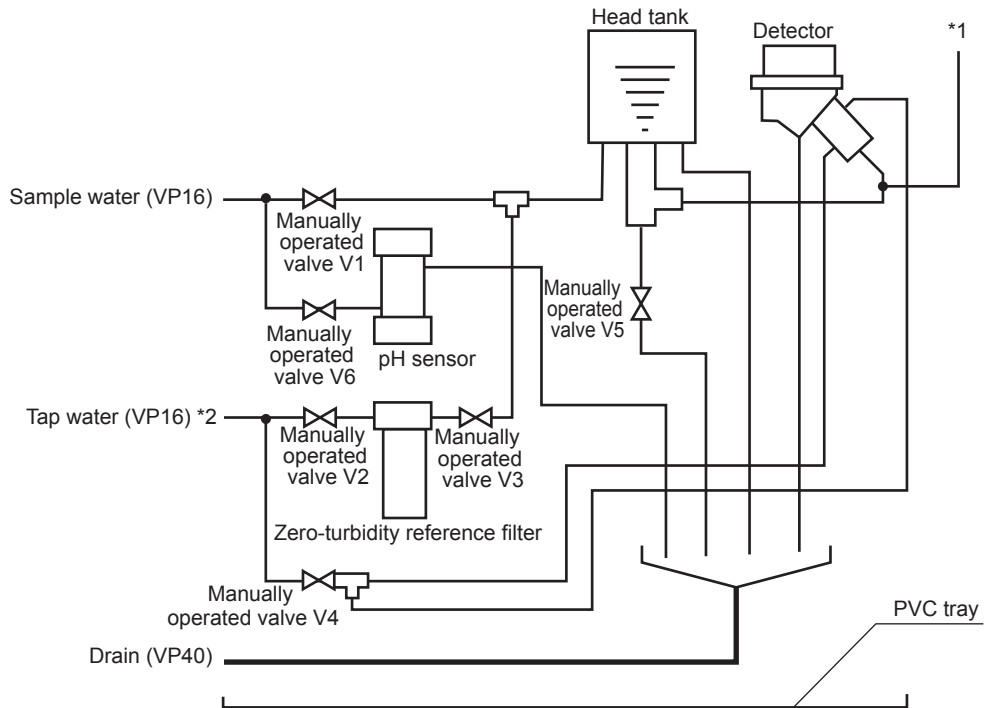 Head tank
Detector
*1
Sample water (VP16)
Manually
operated
valve V1
Manually
operated
valve V5
Manually
operated
valve V6
pH sensor
Tap water (VP16) *2
Manually
operated
valve V2
Manually
operated
valve V3
Zero-turbidity reference filter
Manually
operated valve V4
PVC tray
Drain (VP40)